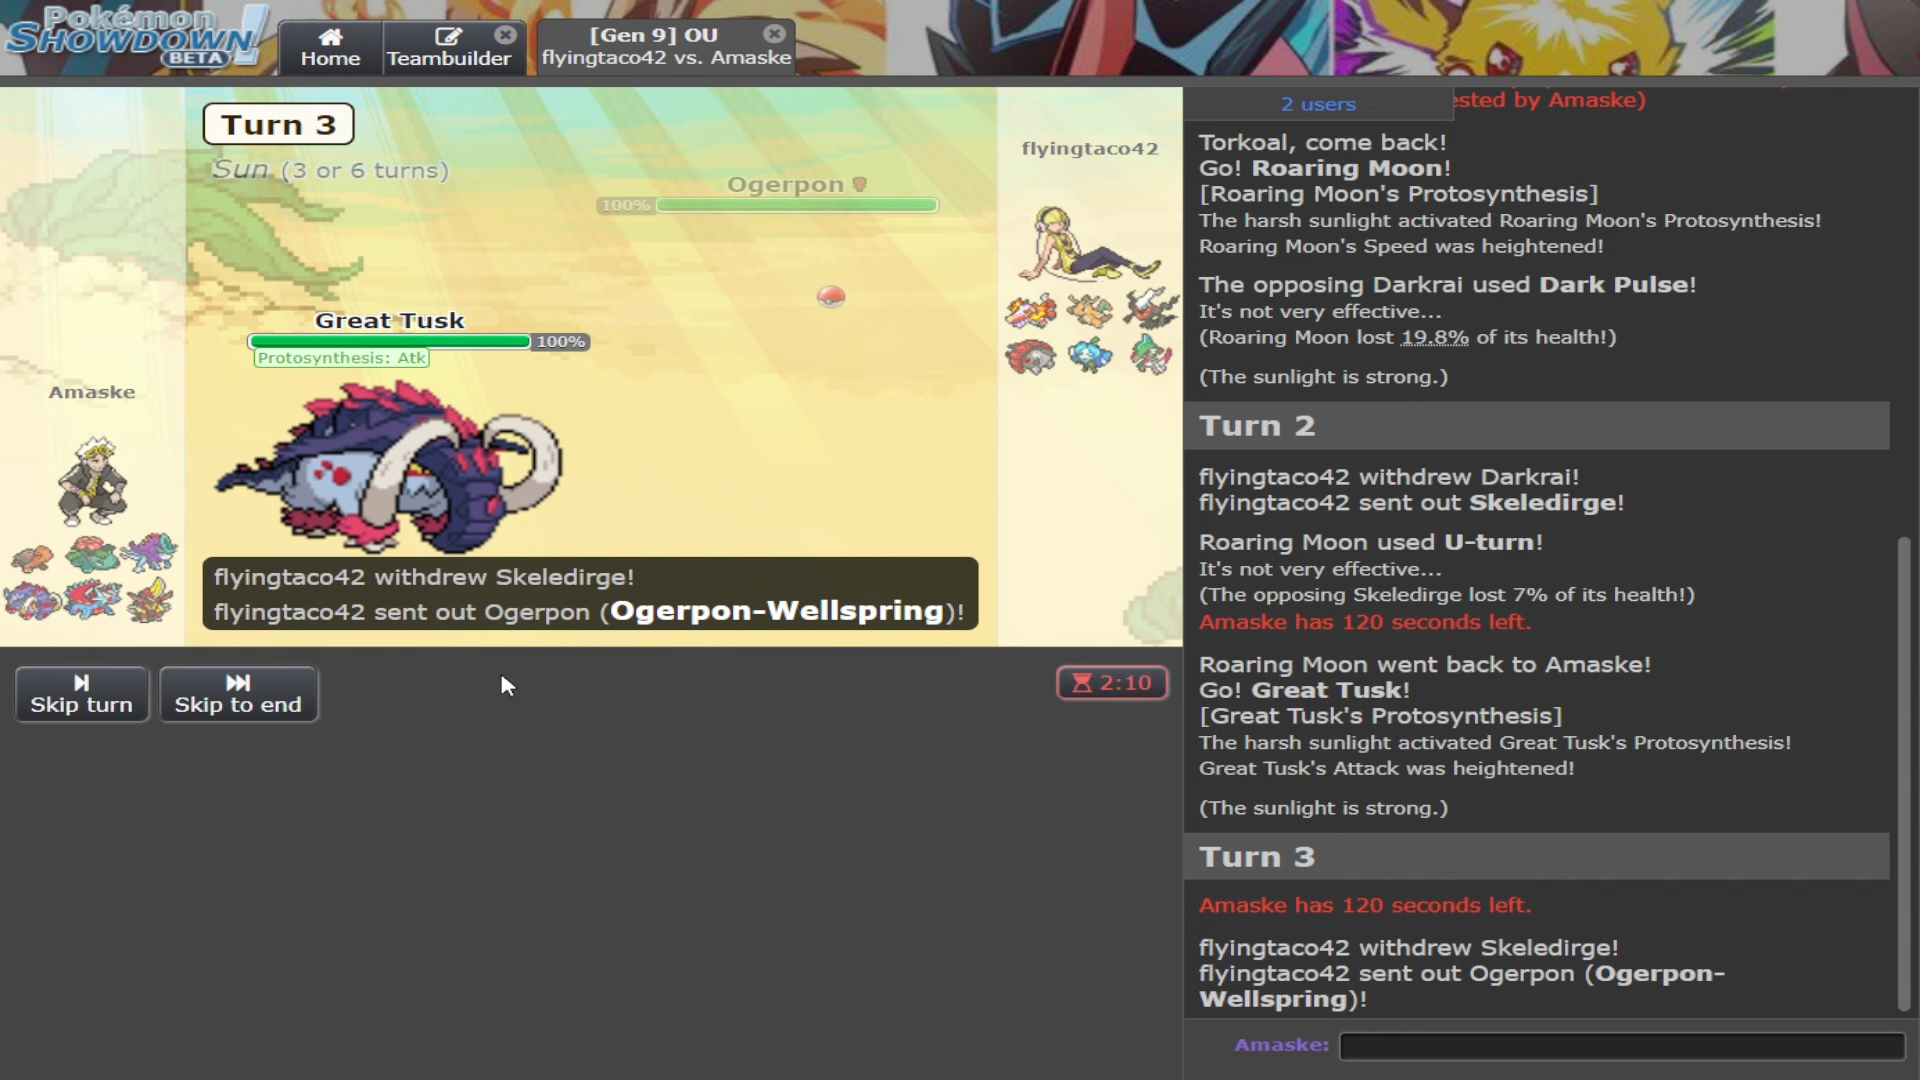 Pokémon
SHOWDOWN!
BETA
Home
Teambuilder
[Gen 9] OU
flyingtaco42 vs. Amaske
Turn 3
Sun (3 or 6 turns)
Ogerpon
100%
Great Tusk
100%
Protosynthesis: Atk
Amaske
flyingtaco42
flyingtaco42 withdrew Skeledirge!
flyingtaco42 sent out Ogerpon (Ogerpon-Wellspring)!
Skip turn
Skip to end
2:10
2 users
ested by Amaske)
Torkoal, come back!
Go! Roaring Moon!
[Roaring Moon's Protosynthesis]
The harsh sunlight activated Roaring Moon's Protosynthesis!
Roaring Moon's Speed was heightened!
The opposing Darkrai used Dark Pulse!
It's not very effective...
(Roaring Moon lost 19.8% of its health!)
(The sunlight is strong.)
Turn 2
flyingtaco42 withdrew Darkrai!
flyingtaco42 sent out Skeledirge!
Roaring Moon used U-turn!
It's not very effective...
(The opposing Skeledirge lost 7% of its health!)
Amaske has 120 seconds left.
Roaring Moon went back to Amaske!
Go! Great Tusk!
[Great Tusk's Protosynthesis]
The harsh sunlight activated Great Tusk's Protosynthesis!
Great Tusk's Attack was heightened!
(The sunlight is strong.)
Turn 3
Amaske has 120 seconds left.
flyingtaco42 withdrew Skeledirge!
flyingtaco42 sent out Ogerpon (Ogerpon-
Wellspring)!
Amaske: